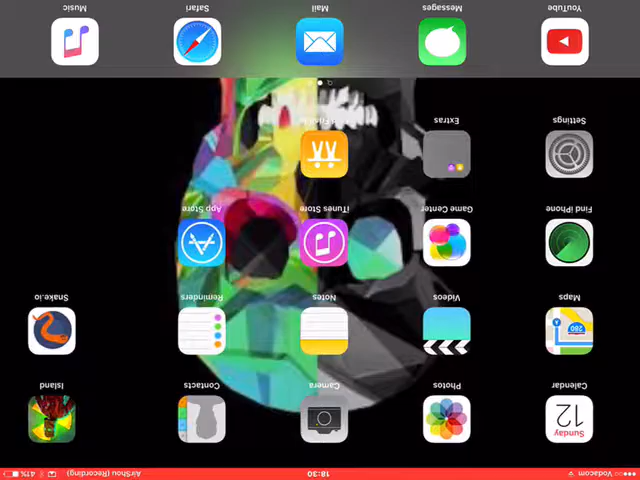 Vodacom 18:30 AirShou (Recording) 41%
Sunday
12
Calendar Photos Camera Contacts Island
280
Maps Videos Notes Reminders Snake.io
Find iPhone Game Center iTunes Store App Store
Settings Extras
YouTube Messages Mail Safari Music